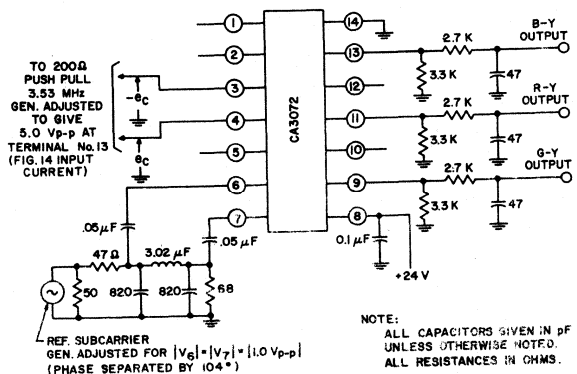 B-Y
OUTPUT
1
14
2.7 K
2
13
TO 200Ω
PUSH PULL
3.53 MHz
GEN. ADJUSTED
TO GIVE
5.0 Vp-p AT
TERMINAL No. 13
(FIG. 14 INPUT
CURRENT)
-eC
3
CA3072
12
3.3 K
47
R-Y
OUTPUT
2.7 K
4
11
eC
5
10
3.3 K
47
G-Y
OUTPUT
2.7 K
6
9
3.3 K
47
7
8
.05 µF
.05 µF
0.1 µF
47Ω
3.02 µF
+24 V
50
820
820
68
REF. SUBCARRIER
GEN. ADJUSTED FOR |V6|=|V7|=|1.0 Vp-p|
(PHASE SEPARATED BY 104°)
NOTE:
ALL CAPACITORS GIVEN IN pF
UNLESS OTHERWISE NOTED.
ALL RESISTANCES IN OHMS.